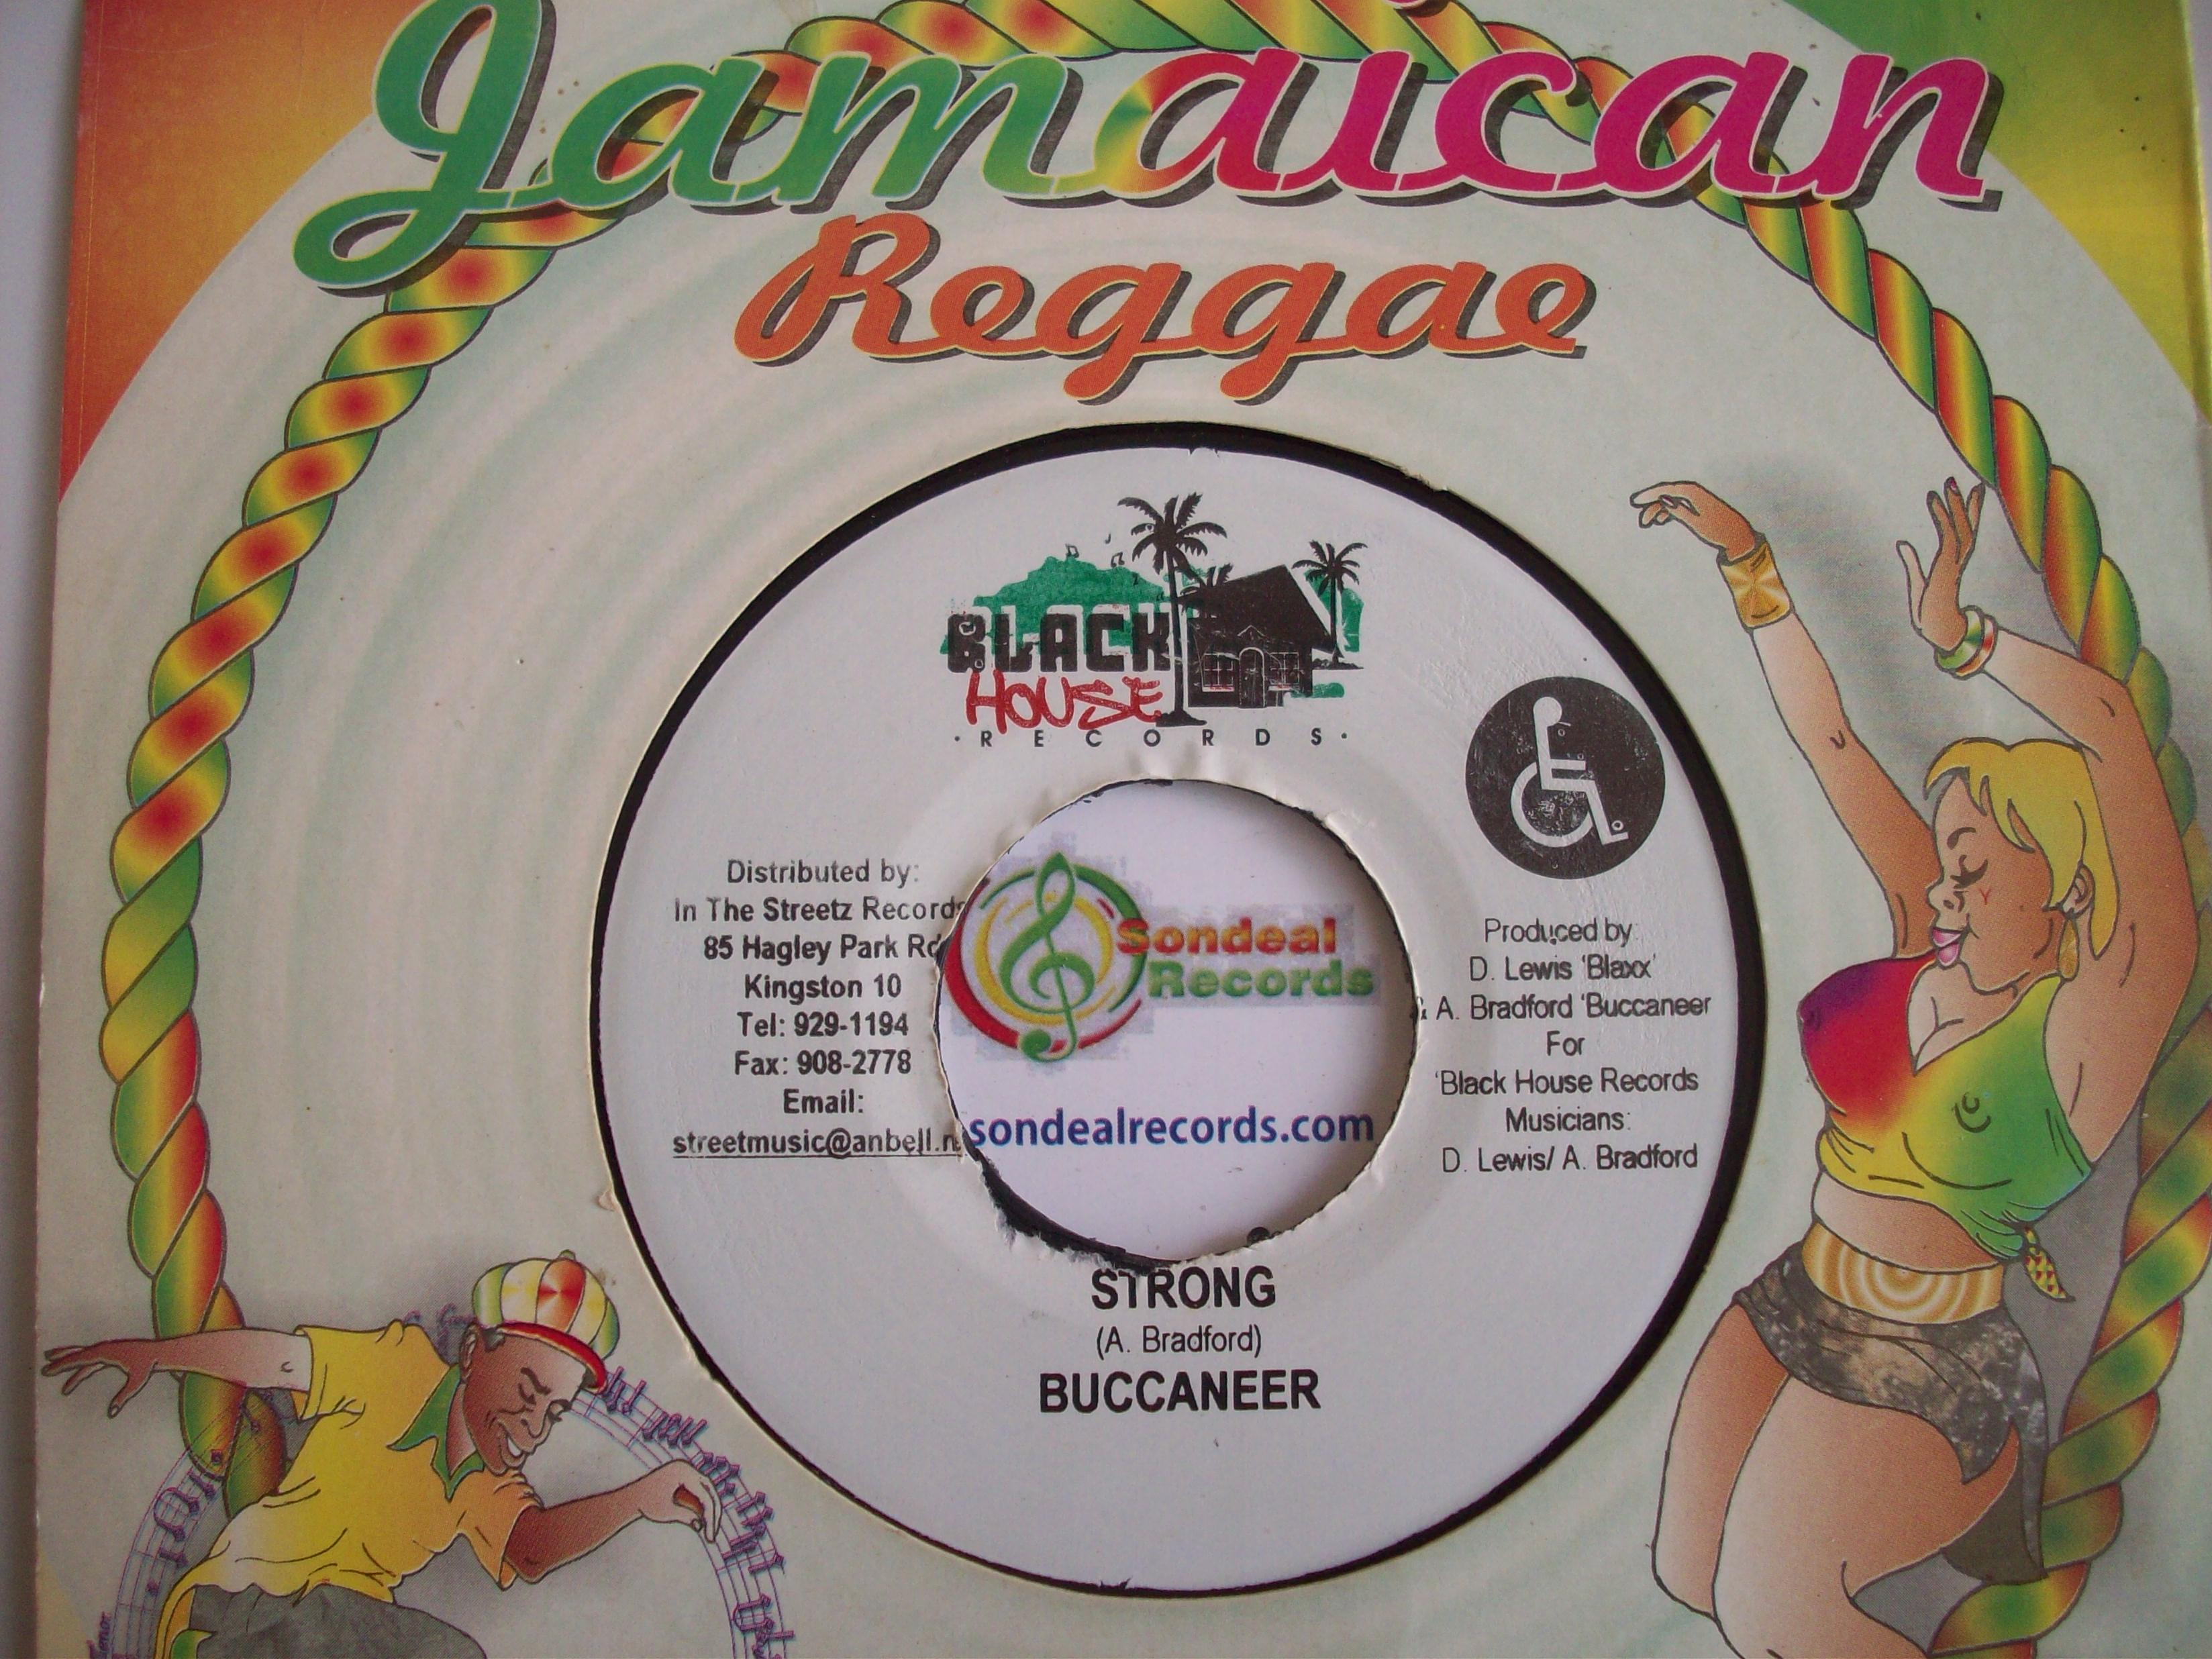 Jamaican
Reggae
BLACK
HOUSE
· R E C O R D S ·
Distributed by:
In The Streetz Records
85 Hagley Park Rd
Kingston 10
Tel: 929-1194
Fax: 908-2778
Email:
streetmusic@anbell.n
Sondeal
Records
sondealrecords.com
Produced by:
D. Lewis 'Blaxx'
& A. Bradford 'Buccaneer
For
'Black House Records
Musicians:
D. Lewis/ A. Bradford
STRONG
(A. Bradford)
BUCCANEER